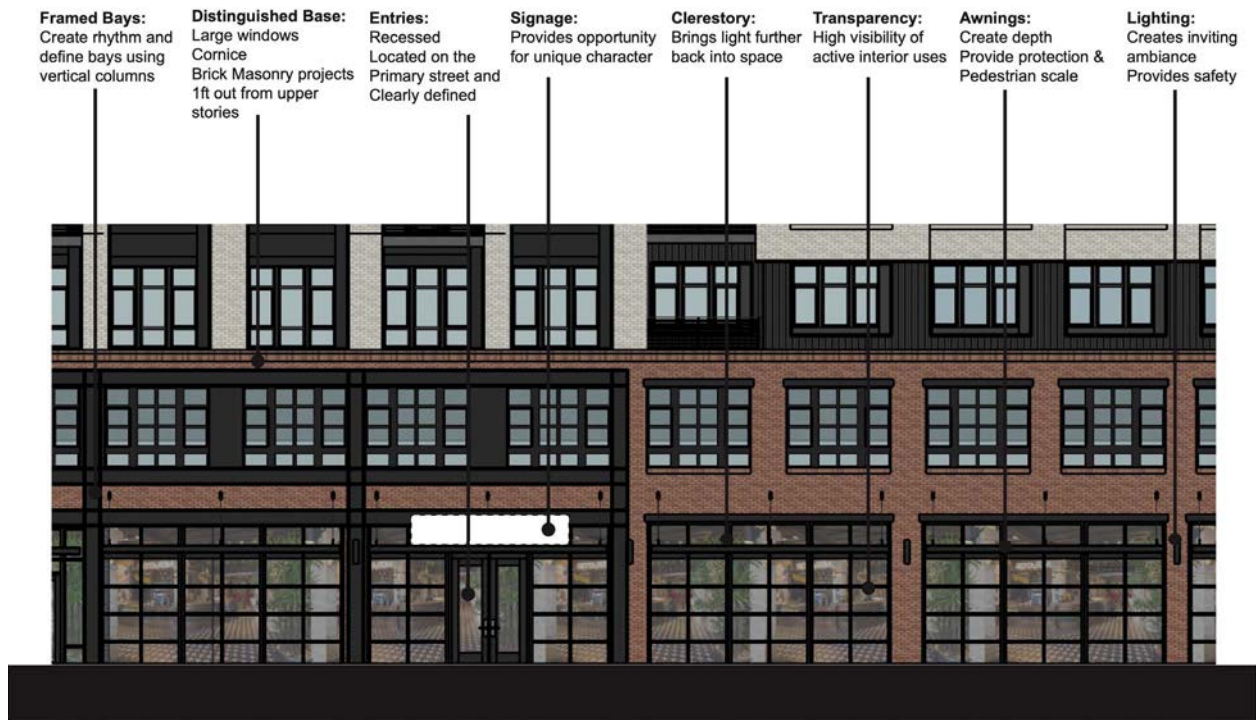 Framed Bays:
Create rhythm and
define bays using
vertical columns
Distinguished Base:
Large windows
Cornice
Brick Masonry projects
1ft out from upper
stories
Entries:
Recessed
Located on the
Primary street and
Clearly defined
Signage:
Provides opportunity
for unique character
Clerestory:
Brings light further
back into space
Transparency:
High visibility of
active interior uses
Awnings:
Create depth
Provide protection &
Pedestrian scale
Lighting:
Creates inviting
ambiance
Provides safety